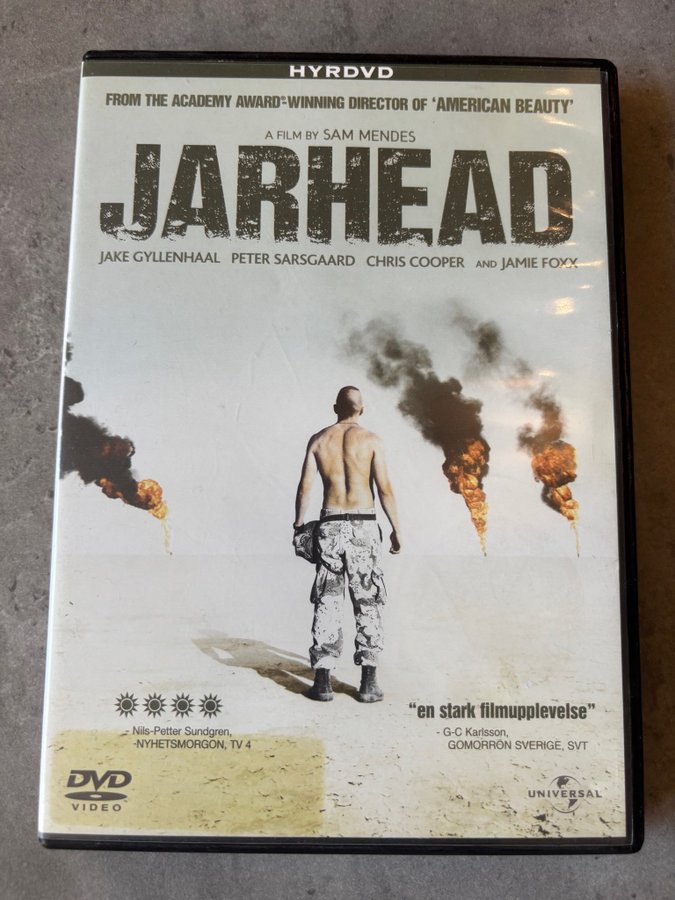 HYRDVD
FROM THE ACADEMY AWARD®-WINNING DIRECTOR OF 'AMERICAN BEAUTY'
A FILM BY SAM MENDES
JARHEAD
JAKE GYLLENHAAL PETER SARSGAARD CHRIS COOPER AND JAMIE FOXX
- Nils-Petter Sundgren,
-NYHETSMORGON, TV 4
"en stark filmupplevelse"
- G-C Karlsson,
GOMORRON SVERIGE, SVT
DVD
VIDEO
UNIVERSAL